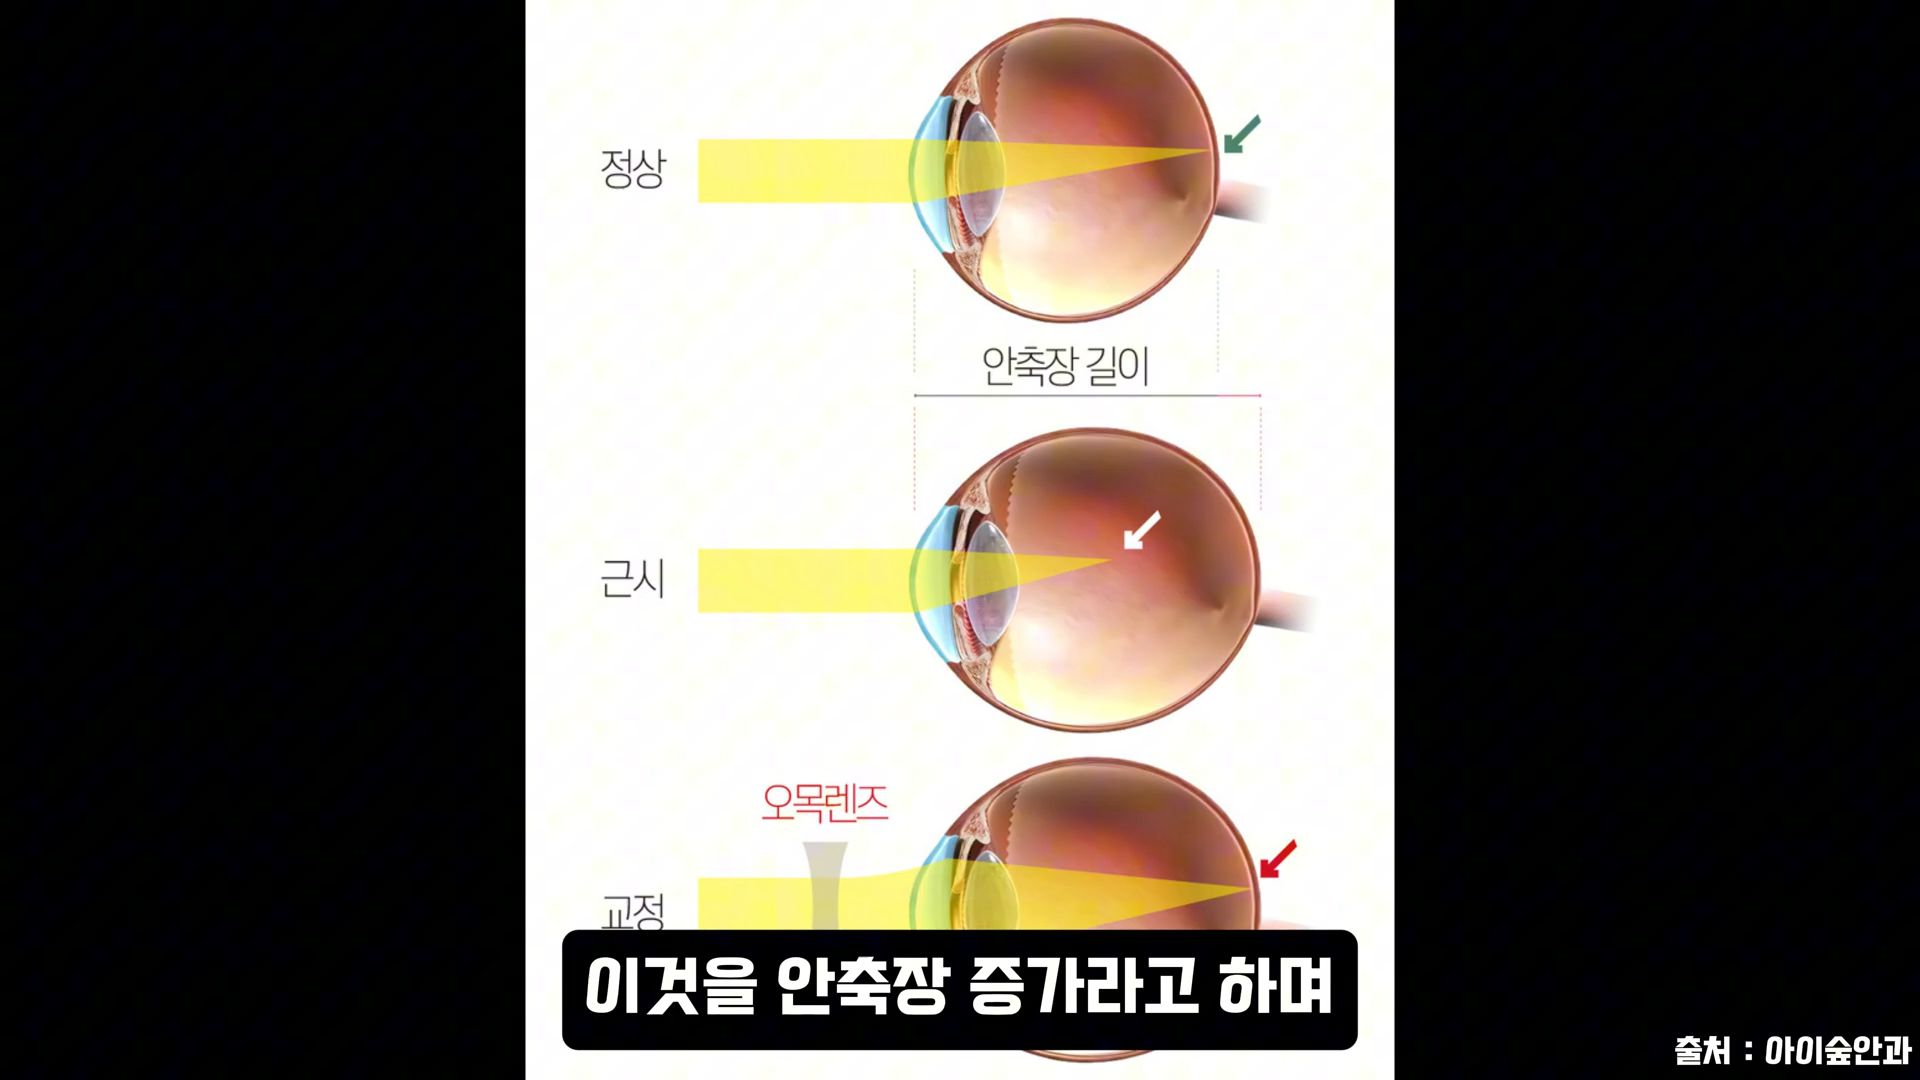 정상
안축장 길이
근시
오목렌즈
교정
이것을 안축장 증가라고 하며
출처 : 아이숲안과